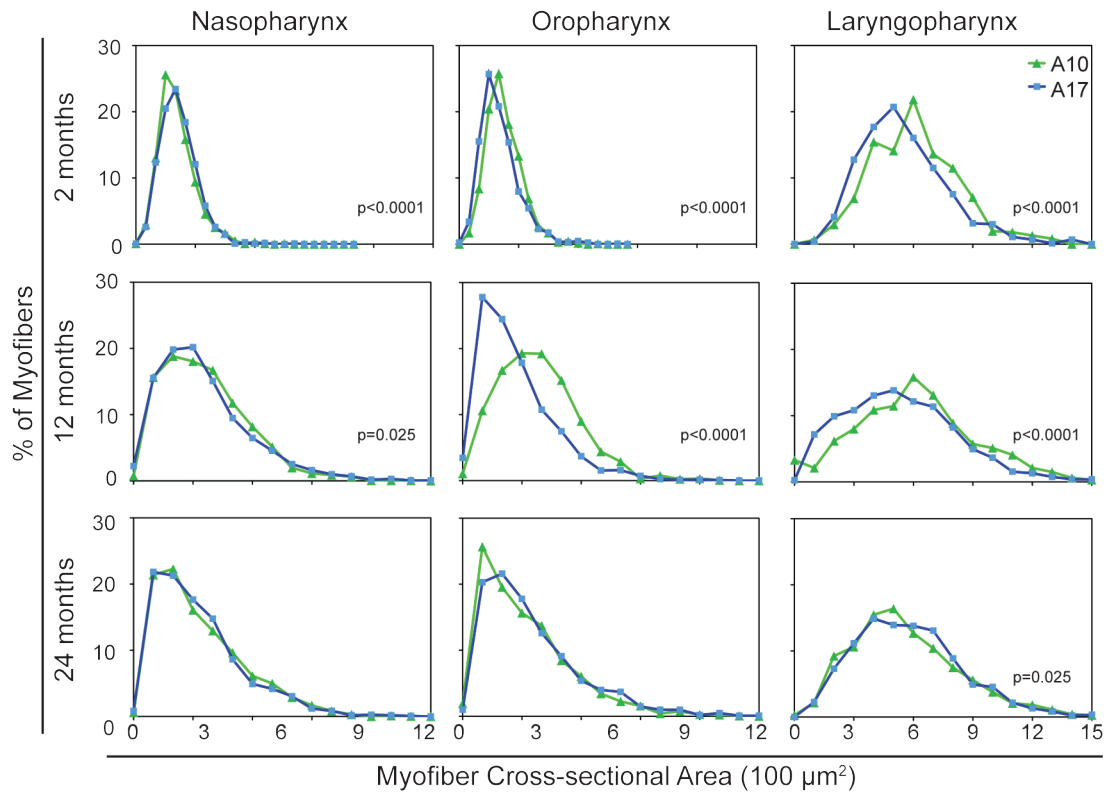 Nasopharynx Oropharynx Laryngopharynx
% of Myofibers
2 months
30
20
10
0
p<0.0001
p<0.0001
A10
A17
p<0.0001
12 months
30
20
10
0
p=0.025
p<0.0001
p<0.0001
24 months
30
20
10
0
p=0.025
0 3 6 9 12 0 3 6 9 12 0 3 6 9 12 15
Myofiber Cross-sectional Area (100 µm²)